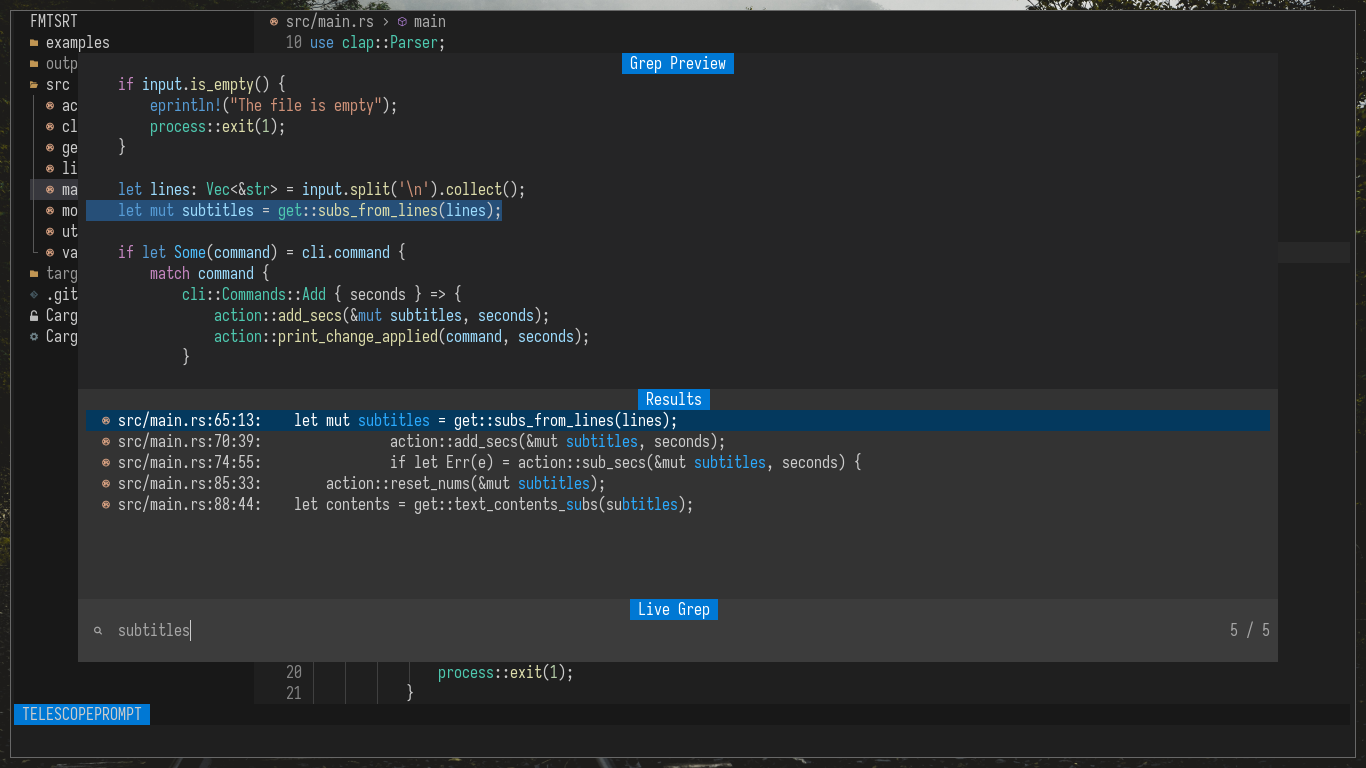 FMTSRT
src/main.rs > main
examples
10 use clap::Parser;
outp
Grep Preview
src
if input.is_empty() {
ac
eprintln!("The file is empty");
cl
process::exit(1);
ge
}
li
ma
let lines: Vec<&str> = input.split('\n').collect();
mo
let mut subtitles = get::subs_from_lines(lines);
ut
va
if let Some(command) = cli.command {
targ
match command {
.git
cli::Commands::Add { seconds } => {
Carg
action::add_secs(&mut subtitles, seconds);
Carg
action::print_change_applied(command, seconds);
}
Results
src/main.rs:65:13: let mut subtitles = get::subs_from_lines(lines);
src/main.rs:70:39: action::add_secs(&mut subtitles, seconds);
src/main.rs:74:55: if let Err(e) = action::sub_secs(&mut subtitles, seconds) {
src/main.rs:85:33: action::reset_nums(&mut subtitles);
src/main.rs:88:44: let contents = get::text_contents_subs(subtitles);
Live Grep
subtitles
5 / 5
20 process::exit(1);
21 }
TELESCOPEPROMPT